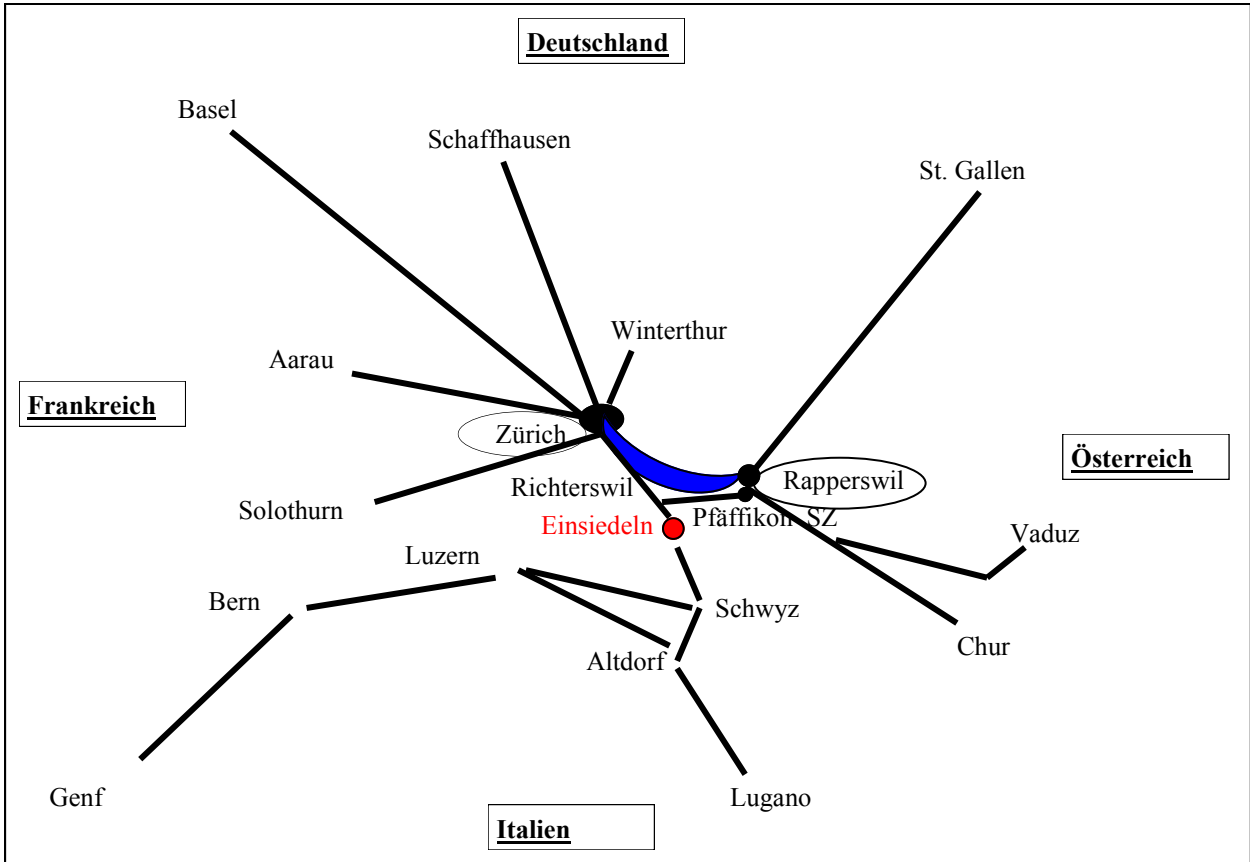 Deutschland
Basel
Schaffhausen
St. Gallen
Winterthur
Aarau
Frankreich
Zürich
Österreich
Rapperswil
Richterswil
Solothurn
Pfäffikon SZ
Einsiedeln
Vaduz
Luzern
Bern
Schwyz
Chur
Altdorf
Genf
Lugano
Italien